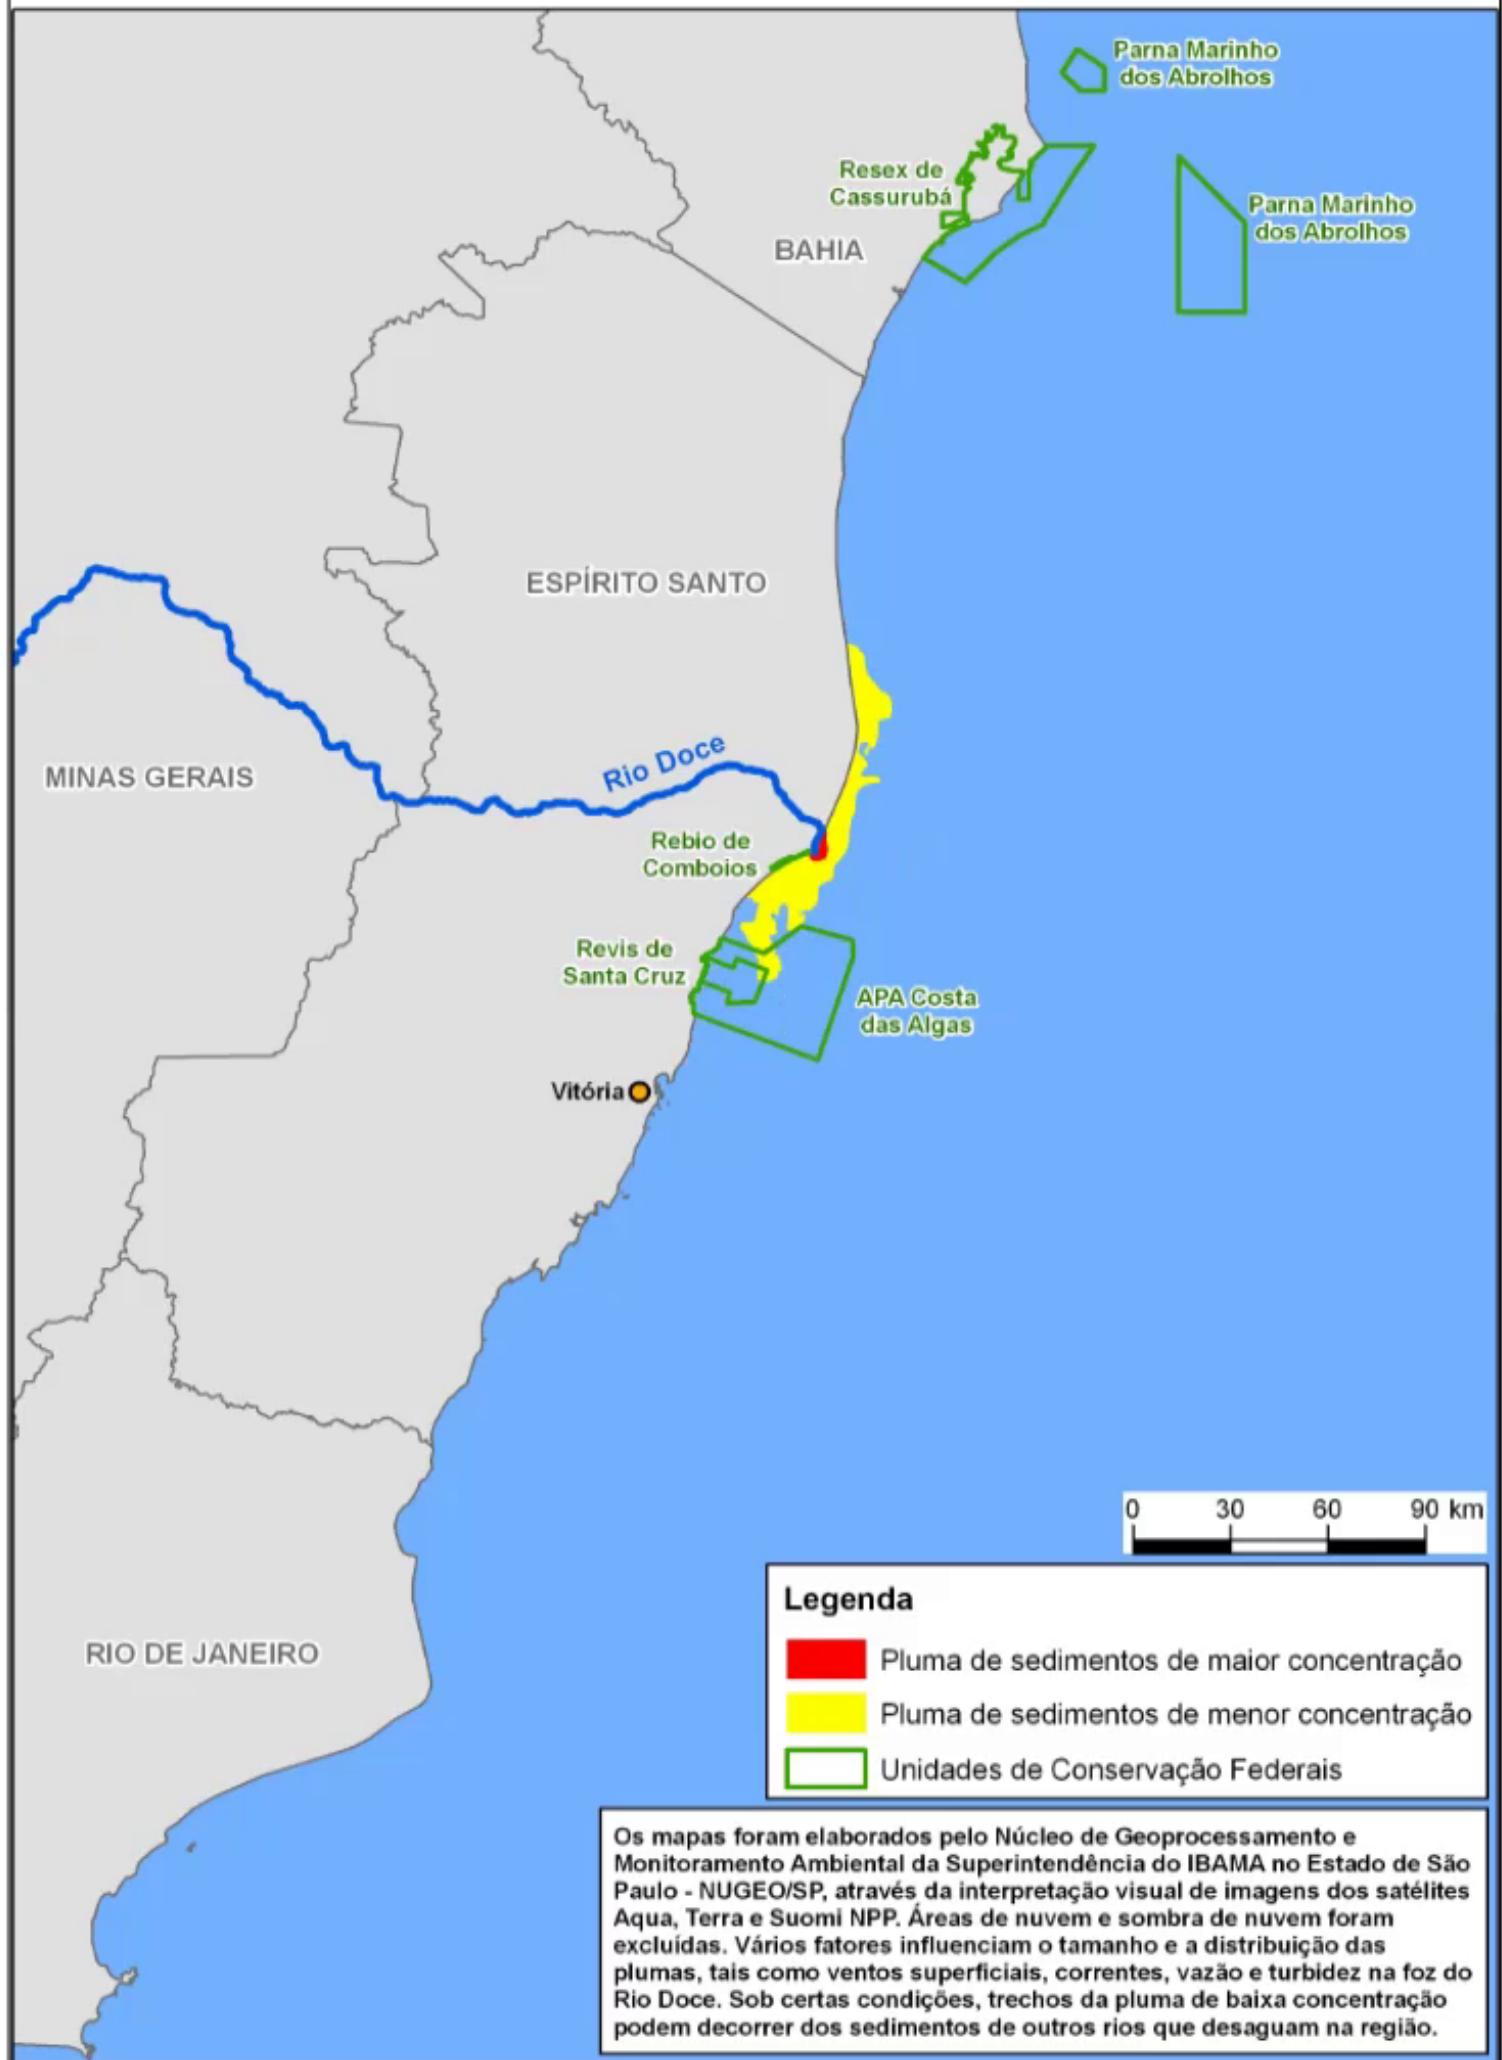 Parna Marinho
dos Abrolhos
Resex de
Cassurubá
Parna Marinho
dos Abrolhos
BAHIA
ESPÍRITO SANTO
Rio Doce
MINAS GERAIS
Rebio de
Comboios
Revis de
Santa Cruz
APA Costa
das Algas
Vitória
0 30 60 90 km
Legenda
Pluma de sedimentos de maior concentração
Pluma de sedimentos de menor concentração
Unidades de Conservação Federais
RIO DE JANEIRO
Os mapas foram elaborados pelo Núcleo de Geoprocessamento e
Monitoramento Ambiental da Superintendência do IBAMA no Estado de São
Paulo - NUGEO/SP, através da interpretação visual de imagens dos satélites
Aqua, Terra e Suomi NPP. Áreas de nuvem e sombra de nuvem foram
excluídas. Vários fatores influenciam o tamanho e a distribuição das
plumas, tais como ventos superficiais, correntes, vazão e turbidez na foz do
Rio Doce. Sob certas condições, trechos da pluma de baixa concentração
podem decorrer dos sedimentos de outros rios que desaguam na região.